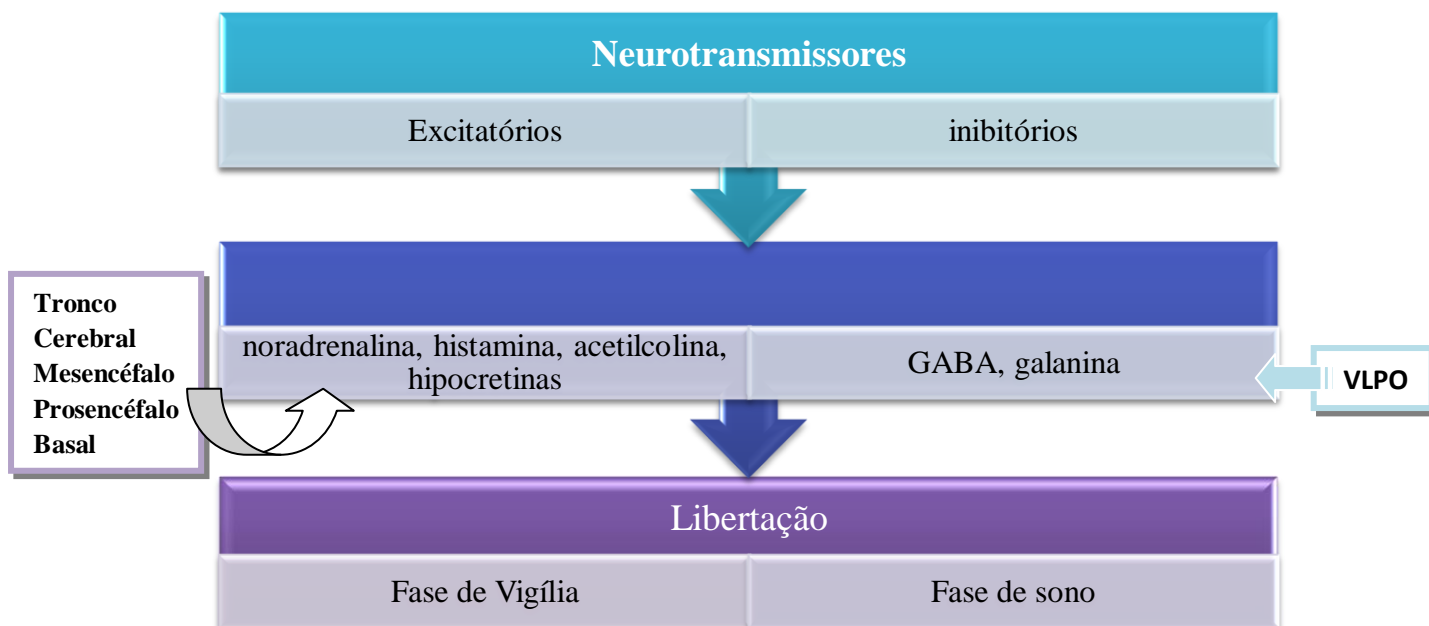 Neurotransmissores
Excitatórios
inibitórios
Tronco
Cerebral
Mesencéfalo
Prosencéfalo
Basal
noradrenalina, histamina, acetilcolina,
hipocretinas
GABA, galanina
VLPO
Libertação
Fase de Vigília
Fase de sono